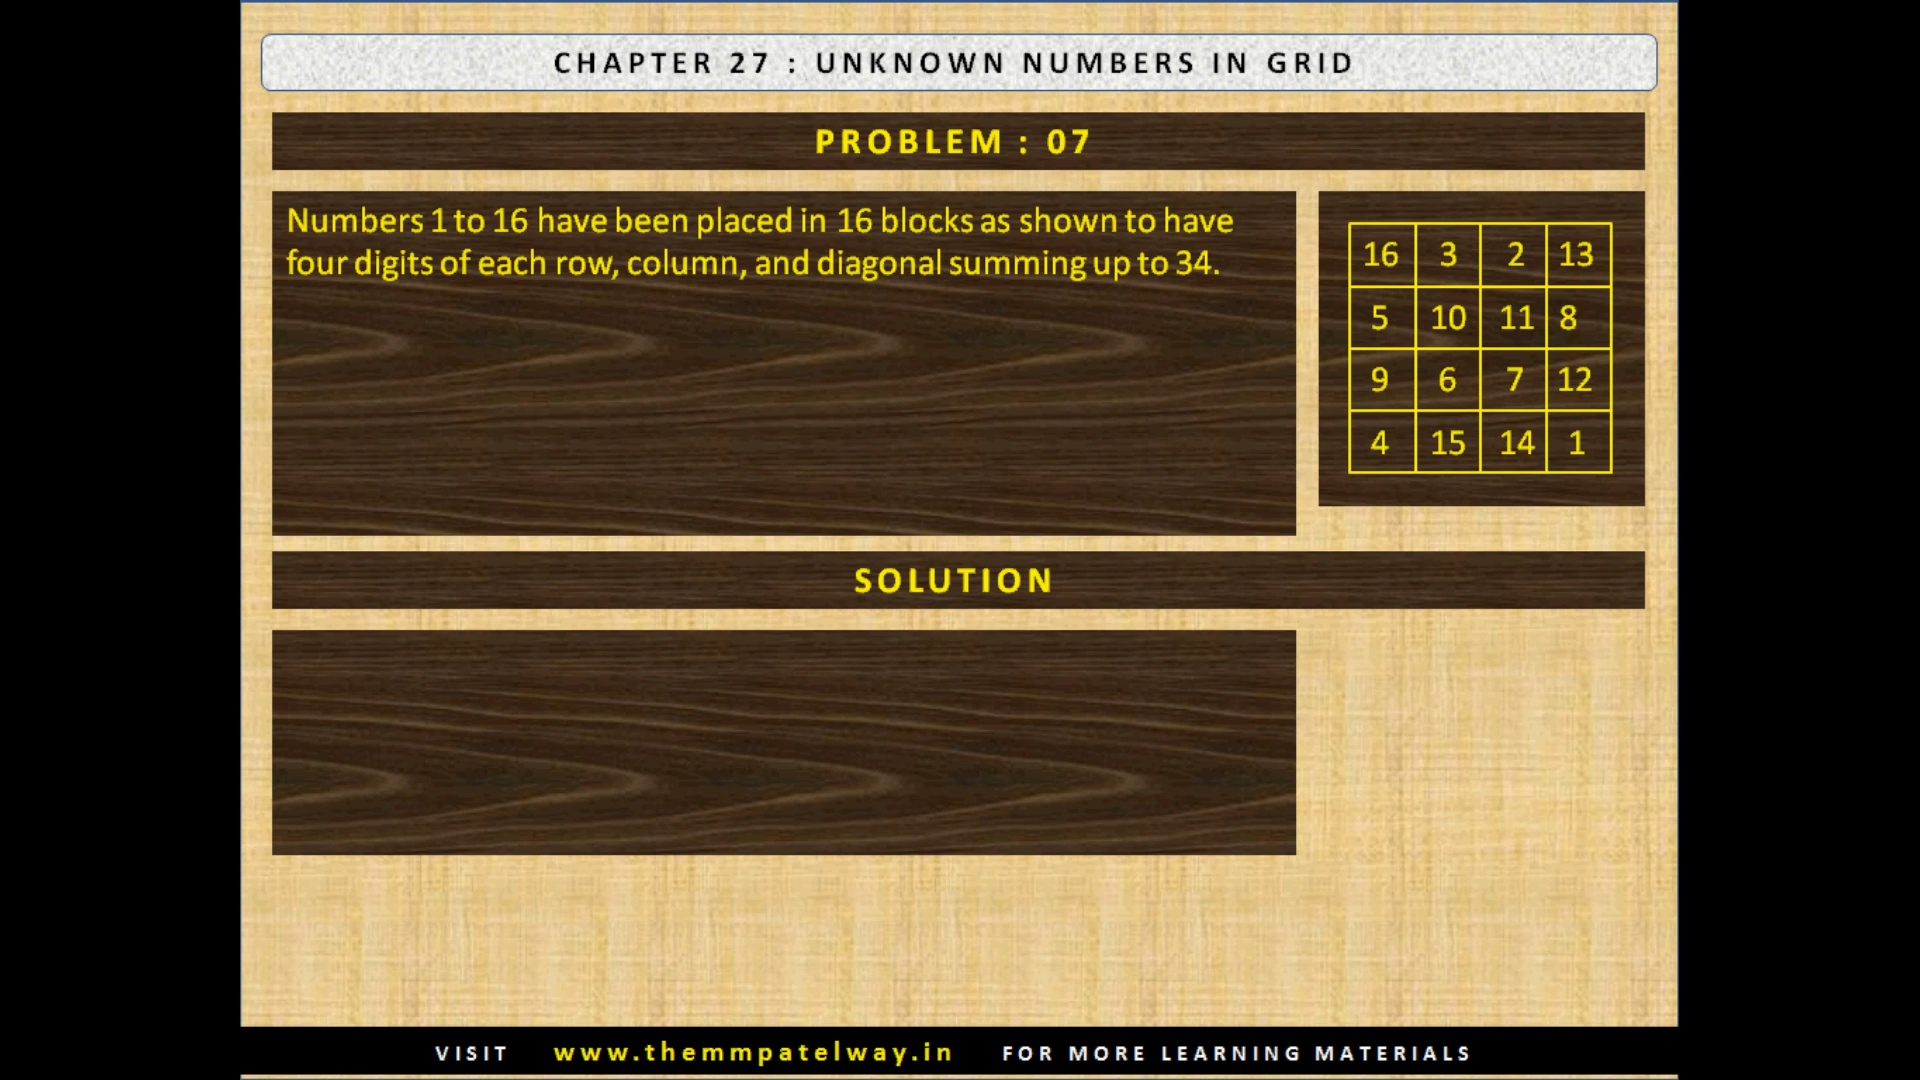 CHAPTER 27 : UNKNOWN NUMBERS IN GRID
PROBLEM : 07
Numbers 1 to 16 have been placed in 16 blocks as shown to have
four digits of each row, column, and diagonal summing up to 34.
16 3 2 13
5 10 11 8
9 6 7 12
4 15 14 1
SOLUTION
VISIT www.themmpatelway.in FOR MORE LEARNING MATERIALS